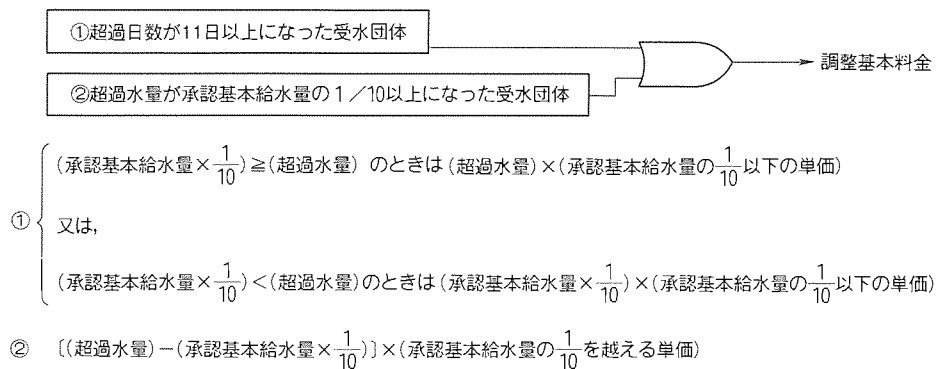 ①超過日数が11日以上になった受水団体
②超過水量が承認基本給水量の1/10以上になった受水団体
調整基本料金
①
(承認基本給水量×1/10)≧(超過水量) のときは (超過水量)×(承認基本給水量の1/10以下の単価)
又は,
(承認基本給水量×1/10)<(超過水量)のときは (承認基本給水量×1/10)×(承認基本給水量の1/10以下の単価)
② 〔(超過水量)-(承認基本給水量×1/10)〕×(承認基本給水量の1/10を越える単価)